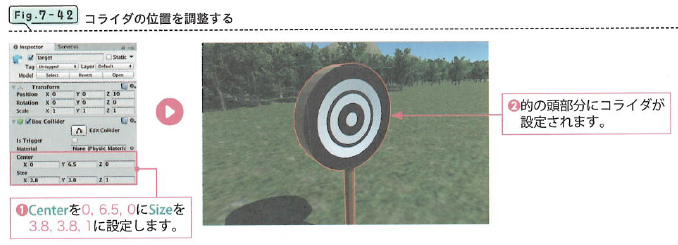 Fig.7-42 コライダの位置を調整する
Inspector Services
target Static
Tag Untagged Layer Default
Model Select Revert Open
Transform
Position X 0 Y 0 Z 10
Rotation X 0 Y 0 Z 0
Scale X 1 Y 1 Z 1
Box Collider
Edit Collider
Is Trigger
Material None (Physic Materic
Center
X 0 Y 6.5 Z 0
Size
X 3.8 Y 3.8 Z 1
❶Centerを0, 6.5, 0にSizeを
3.8, 3.8, 1に設定します。
❷的の頭部分にコライダが
設定されます。